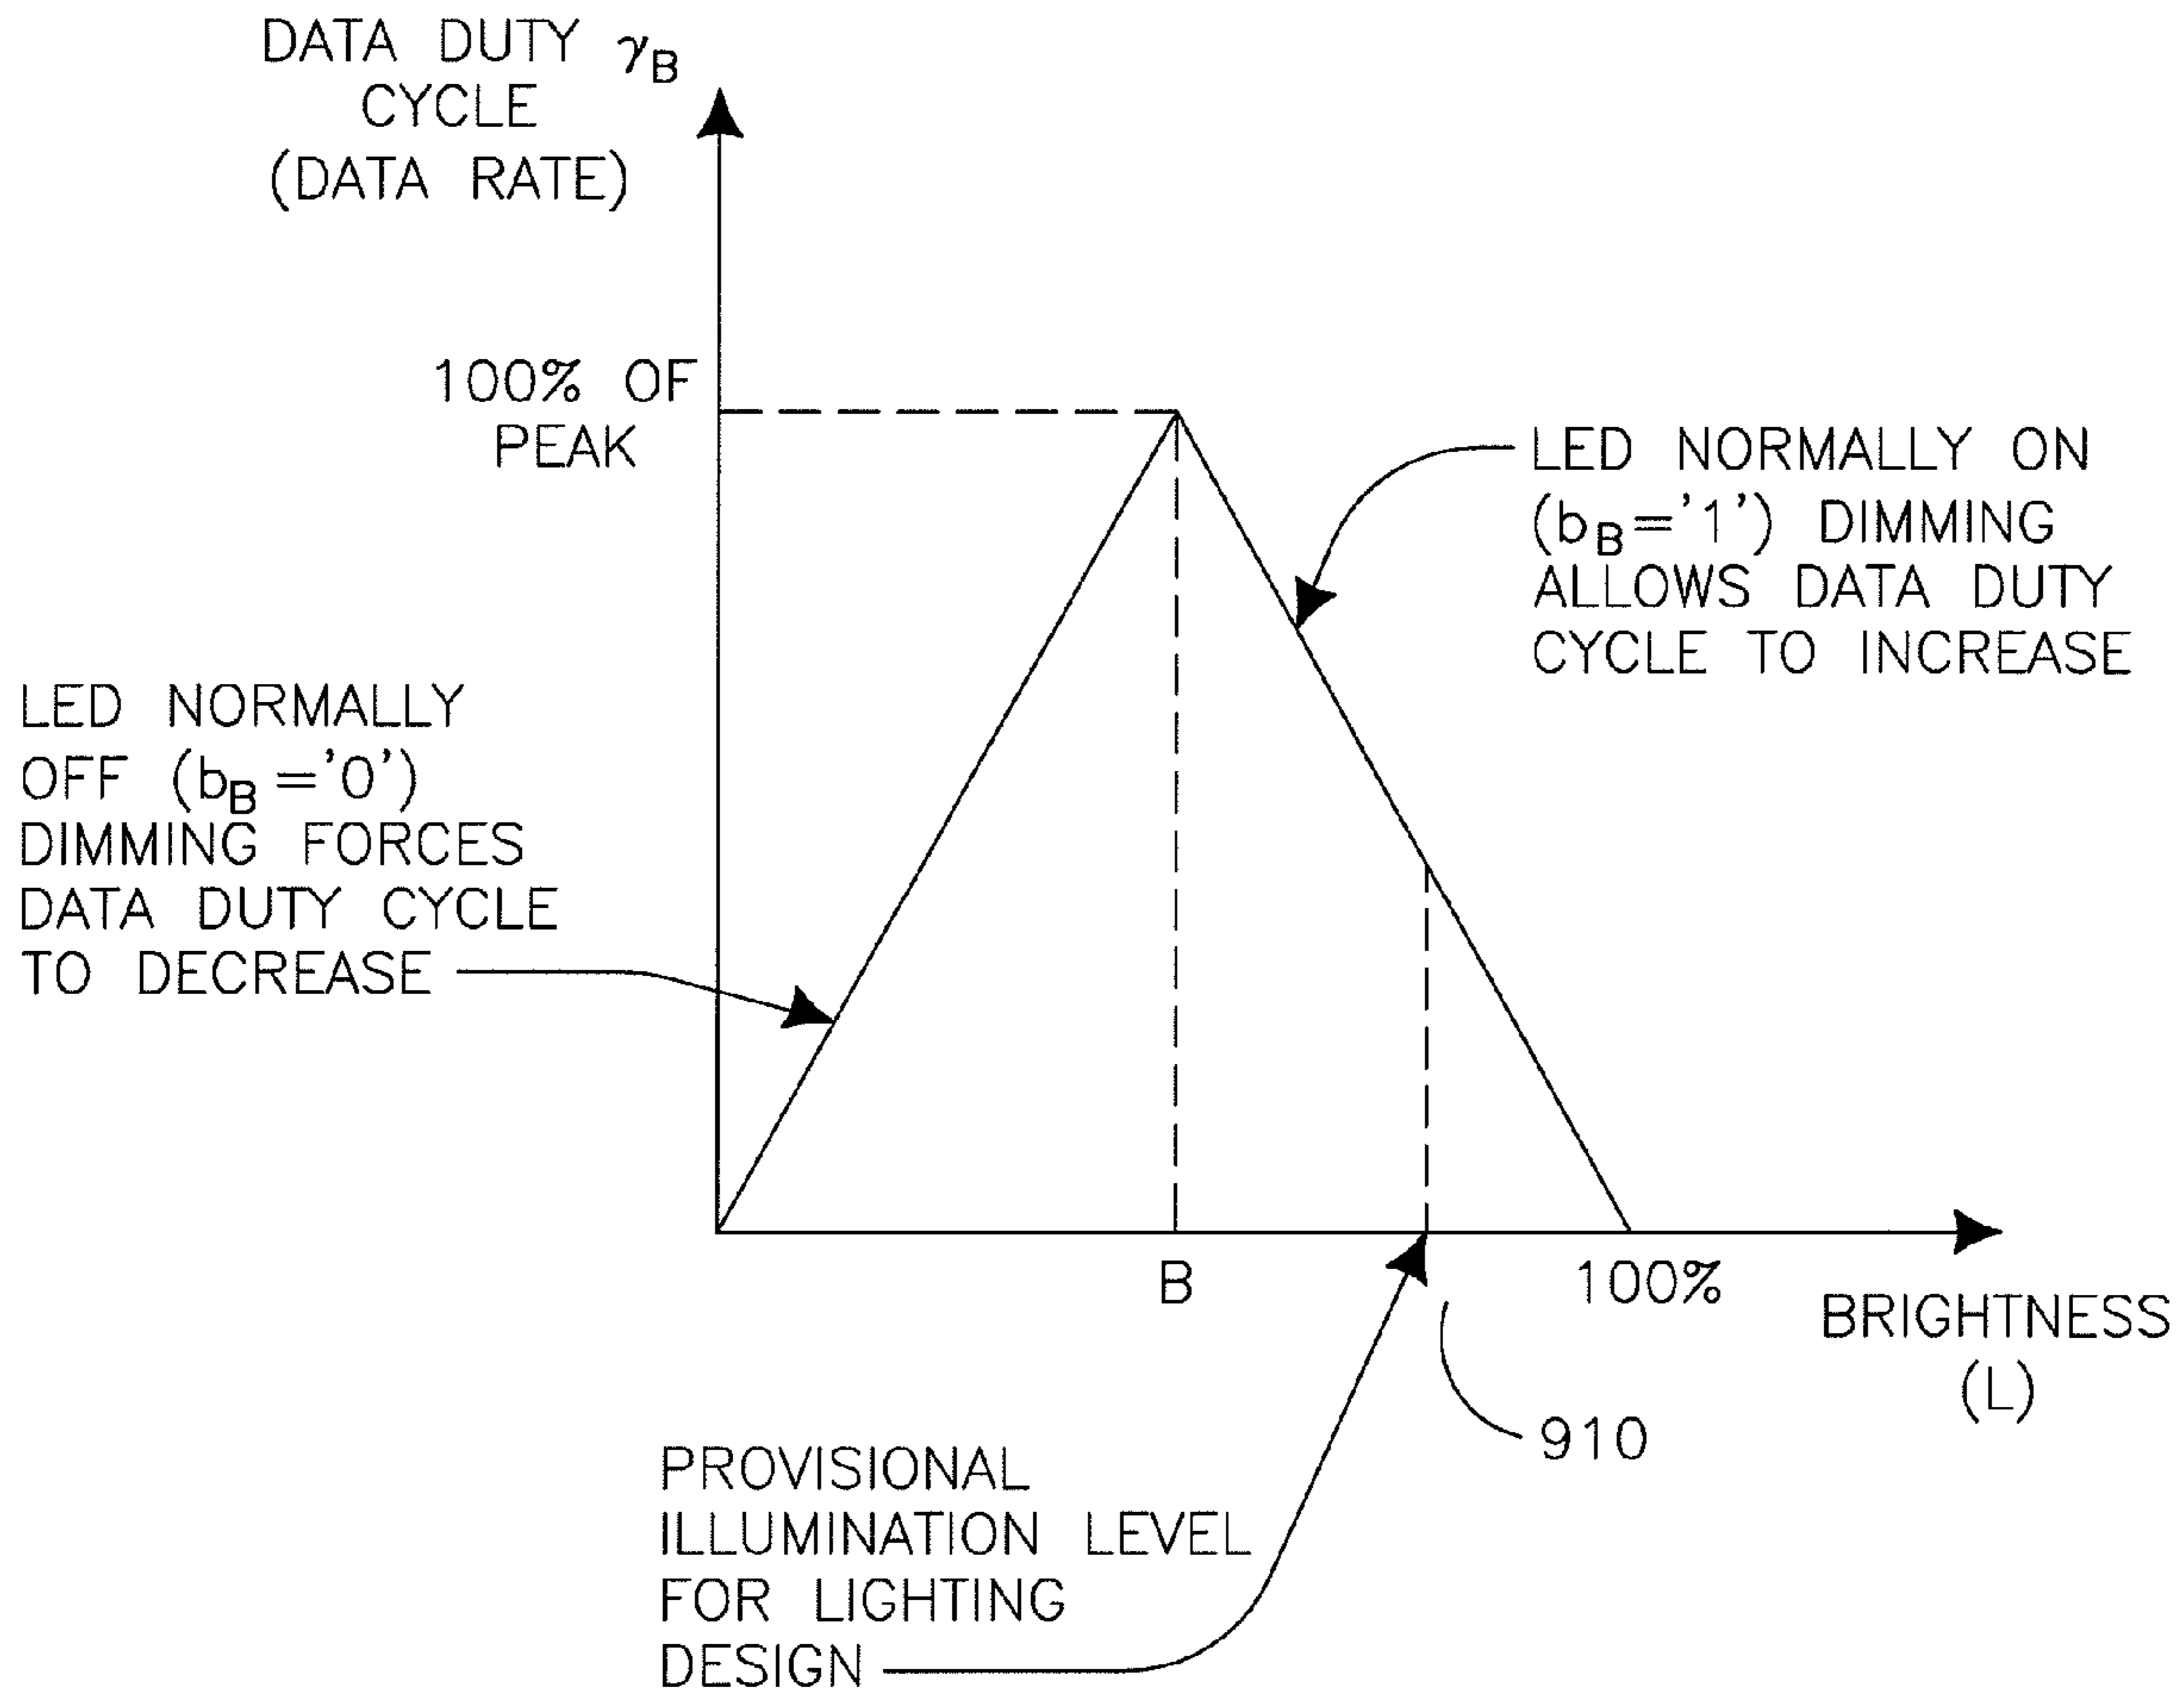 DATA DUTY γB
CYCLE
(DATA RATE)
100% OF
PEAK
LED NORMALLY ON
(bB='1') DIMMING
ALLOWS DATA DUTY
CYCLE TO INCREASE
LED NORMALLY
OFF (bB='0')
DIMMING FORCES
DATA DUTY CYCLE
TO DECREASE
B
100%
BRIGHTNESS
(L)
910
PROVISIONAL
ILLUMINATION LEVEL
FOR LIGHTING
DESIGN